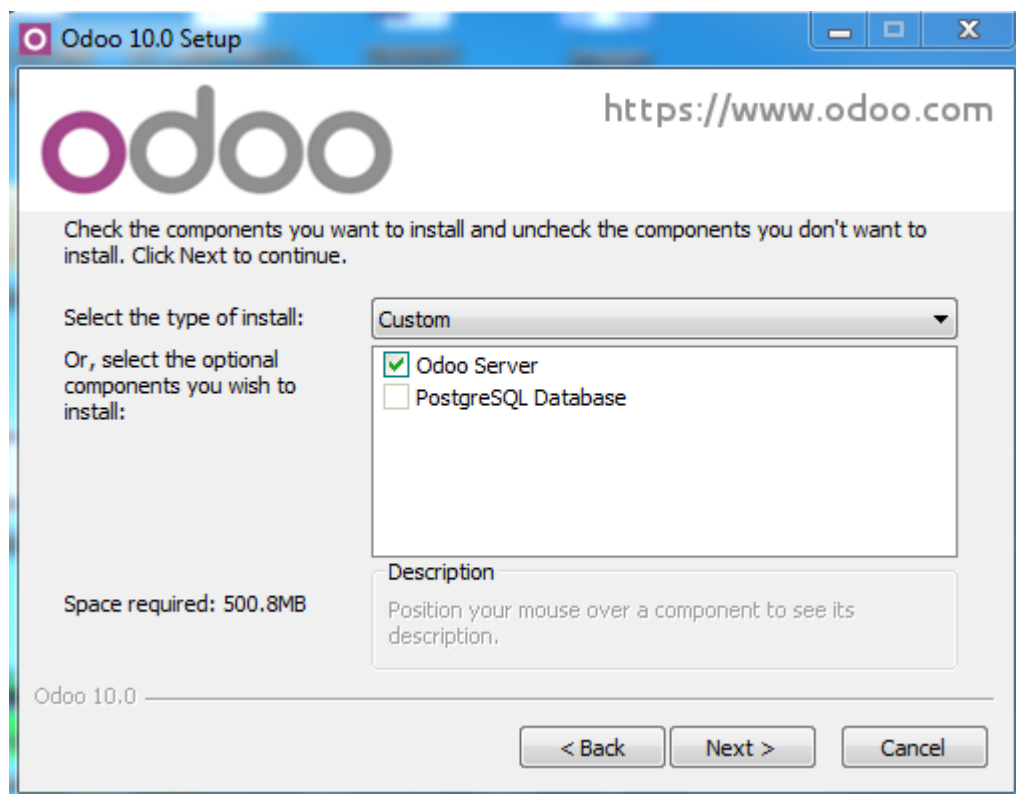 Odoo 10.0 Setup
odoo
https://www.odoo.com
Check the components you want to install and uncheck the components you don't want to
install. Click Next to continue.
Select the type of install:
Custom
Or, select the optional
components you wish to
install:
Odoo Server
PostgreSQL Database
Space required: 500.8MB
Description
Position your mouse over a component to see its
description.
Odoo 10.0
< Back
Next >
Cancel